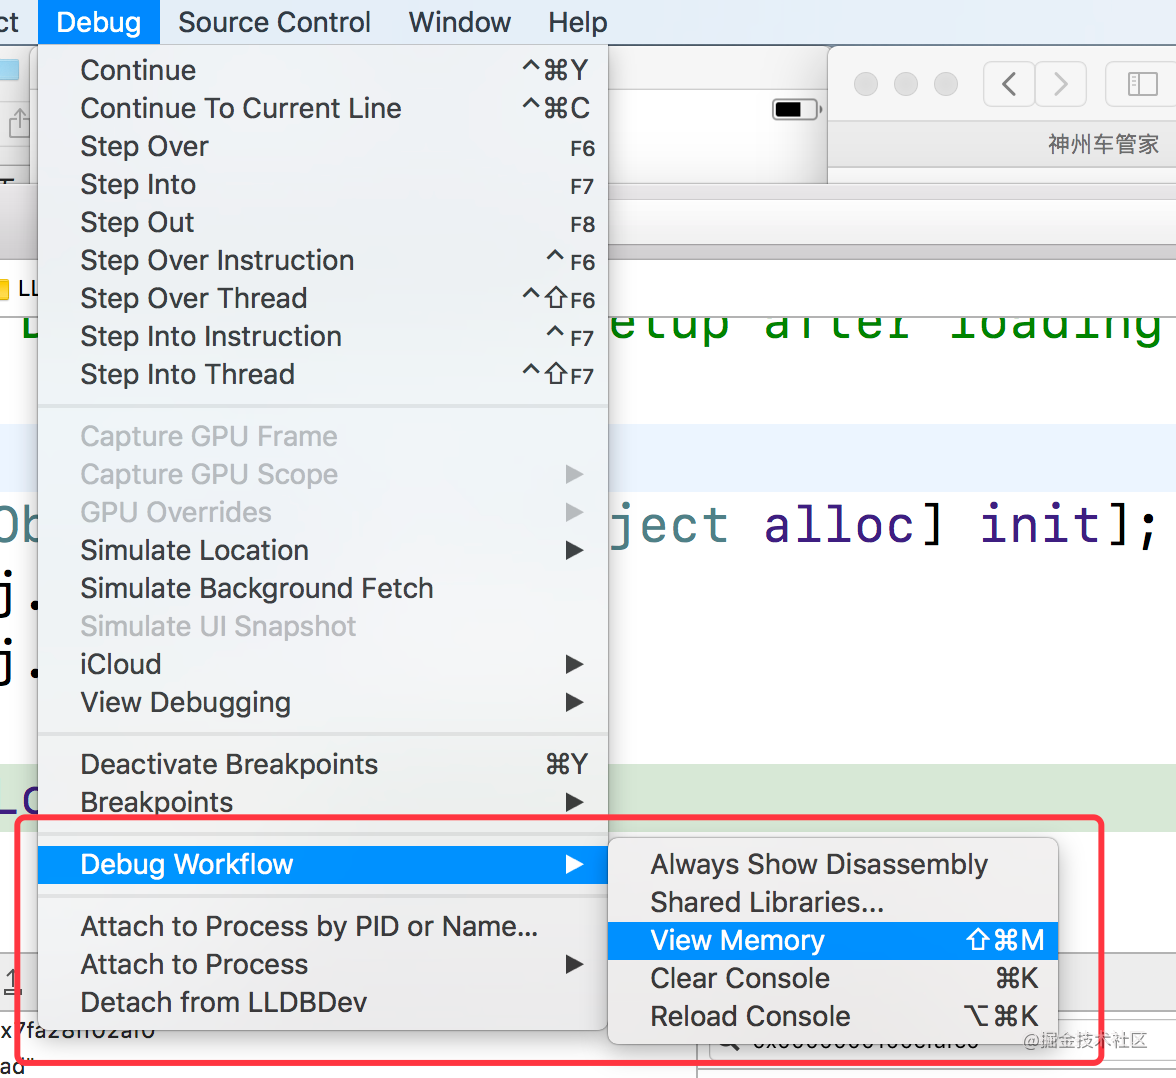 ct Debug Source Control Window Help
Continue ^⌘Y
Continue To Current Line ^⌘C
Step Over F6
Step Into F7
Step Out F8
Step Over Instruction ^F6
Step Over Thread ^⇧F6
Step Into Instruction ^F7
Step Into Thread ^⇧F7
Capture GPU Frame
Capture GPU Scope
GPU Overrides
Simulate Location
Simulate Background Fetch
Simulate UI Snapshot
iCloud
View Debugging
Deactivate Breakpoints ⌘Y
Breakpoints
Debug Workflow
Attach to Process by PID or Name...
Attach to Process
Detach from LLDBDev
Always Show Disassembly
Shared Libraries...
View Memory ⇧⌘M
Clear Console ⌘K
Reload Console ⌥⌘K
神州车管家
LL
etup after loading
Ob
ject alloc] init];
j.
j.
ad"
@掘金技术社区